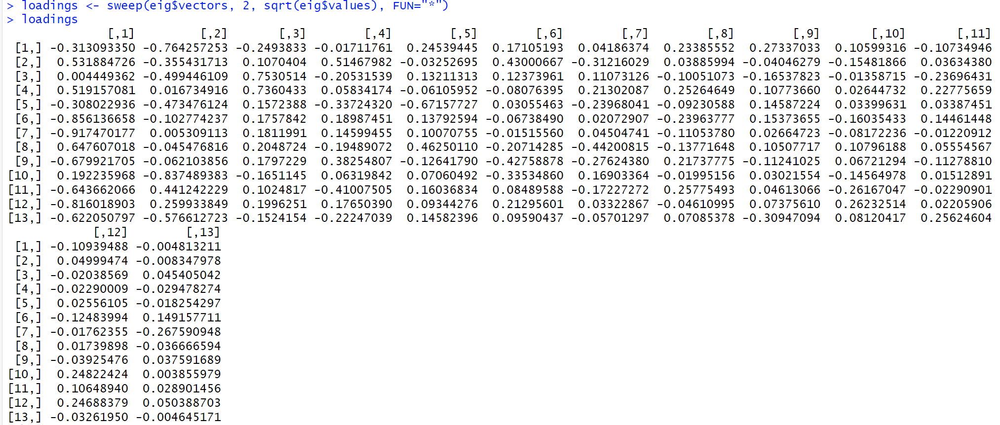 > loadings <- sweep(eig$vectors, 2, sqrt(eig$values), FUN="*")
> loadings
[,1] [,2] [,3] [,4] [,5] [,6] [,7] [,8] [,9] [,10] [,11]
[1,] -0.313093350 -0.764257253 -0.2493833 -0.01711761 0.24539445 0.17105193 0.04186374 0.23385552 0.27337033 0.10599316 -0.10734946
[2,] 0.531884726 -0.355431713 0.1070404 0.51467982 -0.03252695 0.43000667 -0.31216029 0.03885994 -0.04046279 -0.15481866 0.03634380
[3,] 0.004449362 -0.499446109 0.7530514 -0.20531539 0.13211313 0.12373961 0.11073126 -0.10051073 -0.16537823 -0.01358715 -0.23696431
[4,] 0.519157081 0.016734916 0.7360433 0.05834174 -0.06105952 -0.08076395 0.21302087 0.25264649 0.10773660 0.02644732 0.22775659
[5,] -0.308022936 -0.473476124 0.1572388 -0.33724320 -0.67157727 0.03055463 -0.23968041 -0.09230588 0.14587224 0.03399631 0.03387451
[6,] -0.856136658 -0.102774237 0.1757842 0.18987451 0.13792594 -0.06738490 0.02072907 -0.23963777 0.15373655 -0.16035433 0.14461448
[7,] -0.917470177 0.005309113 0.1811991 0.14599455 0.10070755 -0.01515560 0.04504741 -0.11053780 0.02664723 -0.08172236 -0.01220912
[8,] 0.647607018 -0.045476816 0.2048724 -0.19489072 0.46250110 -0.20714285 -0.44200815 -0.13771648 0.10507717 0.10796188 0.05554567
[9,] -0.679921705 -0.062103856 0.1797229 0.38254807 -0.12641790 -0.42758878 -0.27624380 0.21737775 -0.11241025 0.06721294 -0.11278810
[10,] 0.192235968 -0.837489383 -0.1651145 0.06319842 0.07060492 -0.33534860 0.16903364 -0.01995156 0.03021554 -0.14564978 0.01512891
[11,] -0.643662066 0.441242229 0.1024817 -0.41007505 0.16036834 0.08489588 -0.17227272 0.25775493 0.04613066 -0.26167047 -0.02290901
[12,] -0.816018903 0.259933849 0.1996251 0.17650390 0.09344276 0.21295601 0.03322867 -0.04610995 0.07375610 0.26232514 0.02205906
[13,] -0.622050797 -0.576612723 -0.1524154 -0.22247039 0.14582396 0.09590437 -0.05701297 0.07085378 -0.30947094 0.08120417 0.25624604
[,12] [,13]
[1,] -0.10939488 -0.004813211
[2,] 0.04999474 -0.008347978
[3,] -0.02038569 0.045405042
[4,] -0.02290009 -0.029478274
[5,] 0.02556105 -0.018254297
[6,] -0.12483994 0.149157711
[7,] -0.01762355 -0.267590948
[8,] 0.01739898 -0.036666594
[9,] -0.03925476 0.037591689
[10,] 0.24822424 0.003855979
[11,] 0.10648940 0.028901456
[12,] 0.24688379 0.050388703
[13,] -0.03261950 -0.004645171